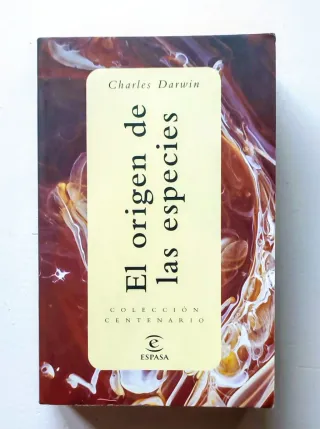 Charles Darwin
El origen de
las especies
COLECCIÓN
CENTENARIO
e
ESPASA